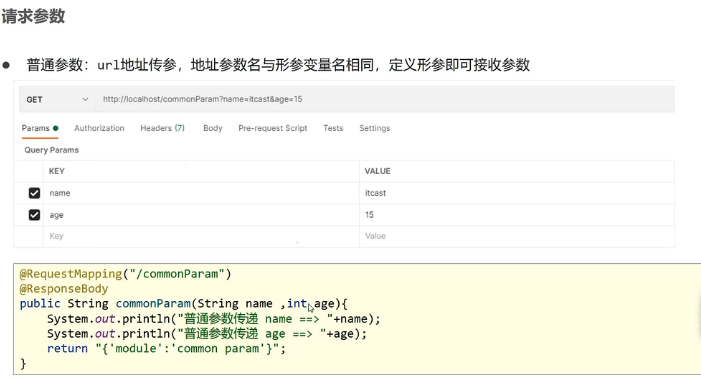 请求参数
● 普通参数：url地址传参，地址参数名与形参变量名相同，定义形参即可接收参数
GET http://localhost/commonParam?name=itcast&age=15
Params Authorization Headers (7) Body Pre-request Script Tests Settings
Query Params
KEY VALUE
name itcast
age 15
Key Value
@RequestMapping("/commonParam")
@ResponseBody
public String commonParam(String name ,int age){
    System.out.println("普通参数传递 name ==> "+name);
    System.out.println("普通参数传递 age ==> "+age);
    return "{'module':'common param'}";
}